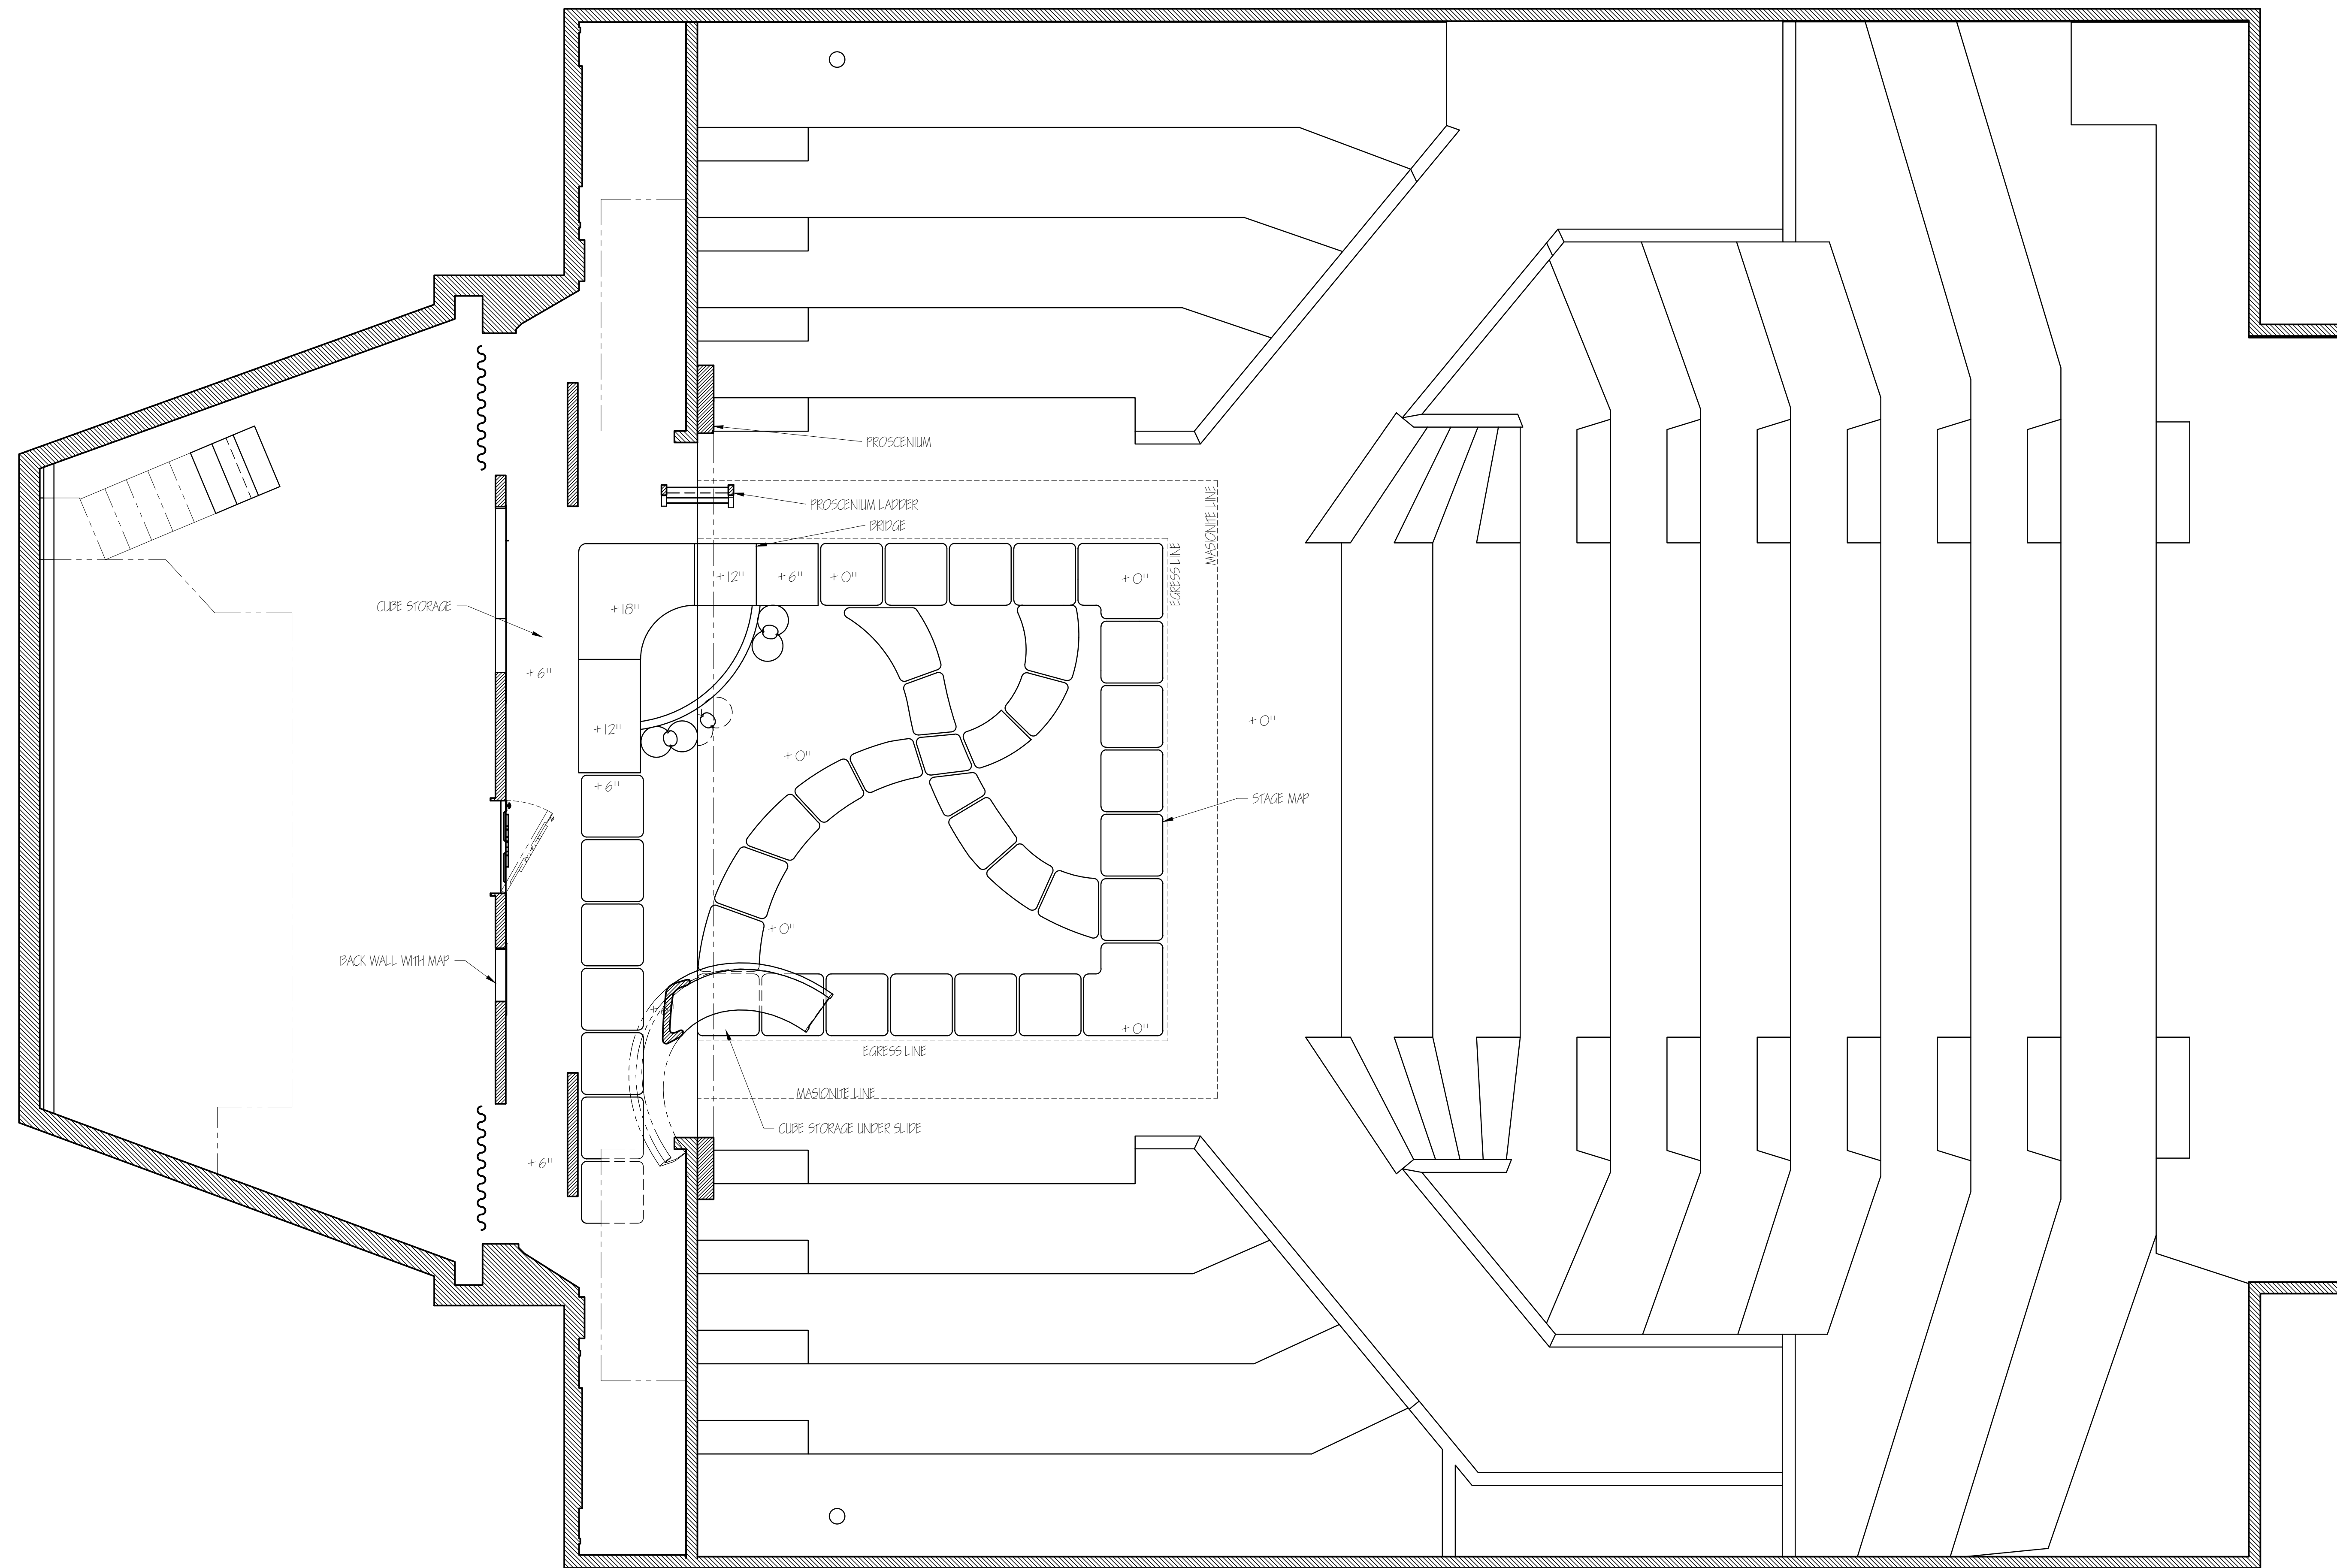 PROSCENIUM
PROSCENIUM LADDER
BRIDGE
MASIONITE LINE
EGRESS LINE
+12"
+6"
+0"
+0"
CUBE STORAGE
+18"
+6"
+12"
+0"
+0"
+6"
STAGE MAP
+0"
BACK WALL WITH MAP
+0"
EGRESS LINE
MASIONITE LINE
CUBE STORAGE UNDER SLIDE
+6"